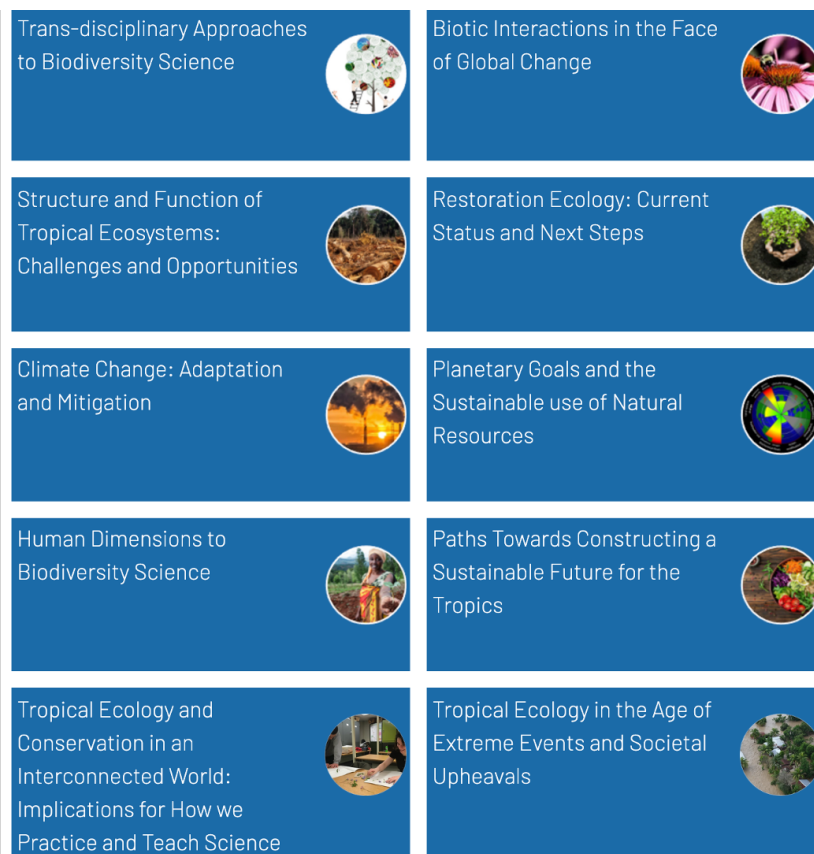 Trans-disciplinary Approaches
to Biodiversity Science
Biotic Interactions in the Face
of Global Change
Structure and Function of
Tropical Ecosystems:
Challenges and Opportunities
Restoration Ecology: Current
Status and Next Steps
Climate Change: Adaptation
and Mitigation
Planetary Goals and the
Sustainable use of Natural
Resources
Human Dimensions to
Biodiversity Science
Paths Towards Constructing a
Sustainable Future for the
Tropics
Tropical Ecology and
Conservation in an
Interconnected World:
Implications for How we
Practice and Teach Science
Tropical Ecology in the Age of
Extreme Events and Societal
Upheavals